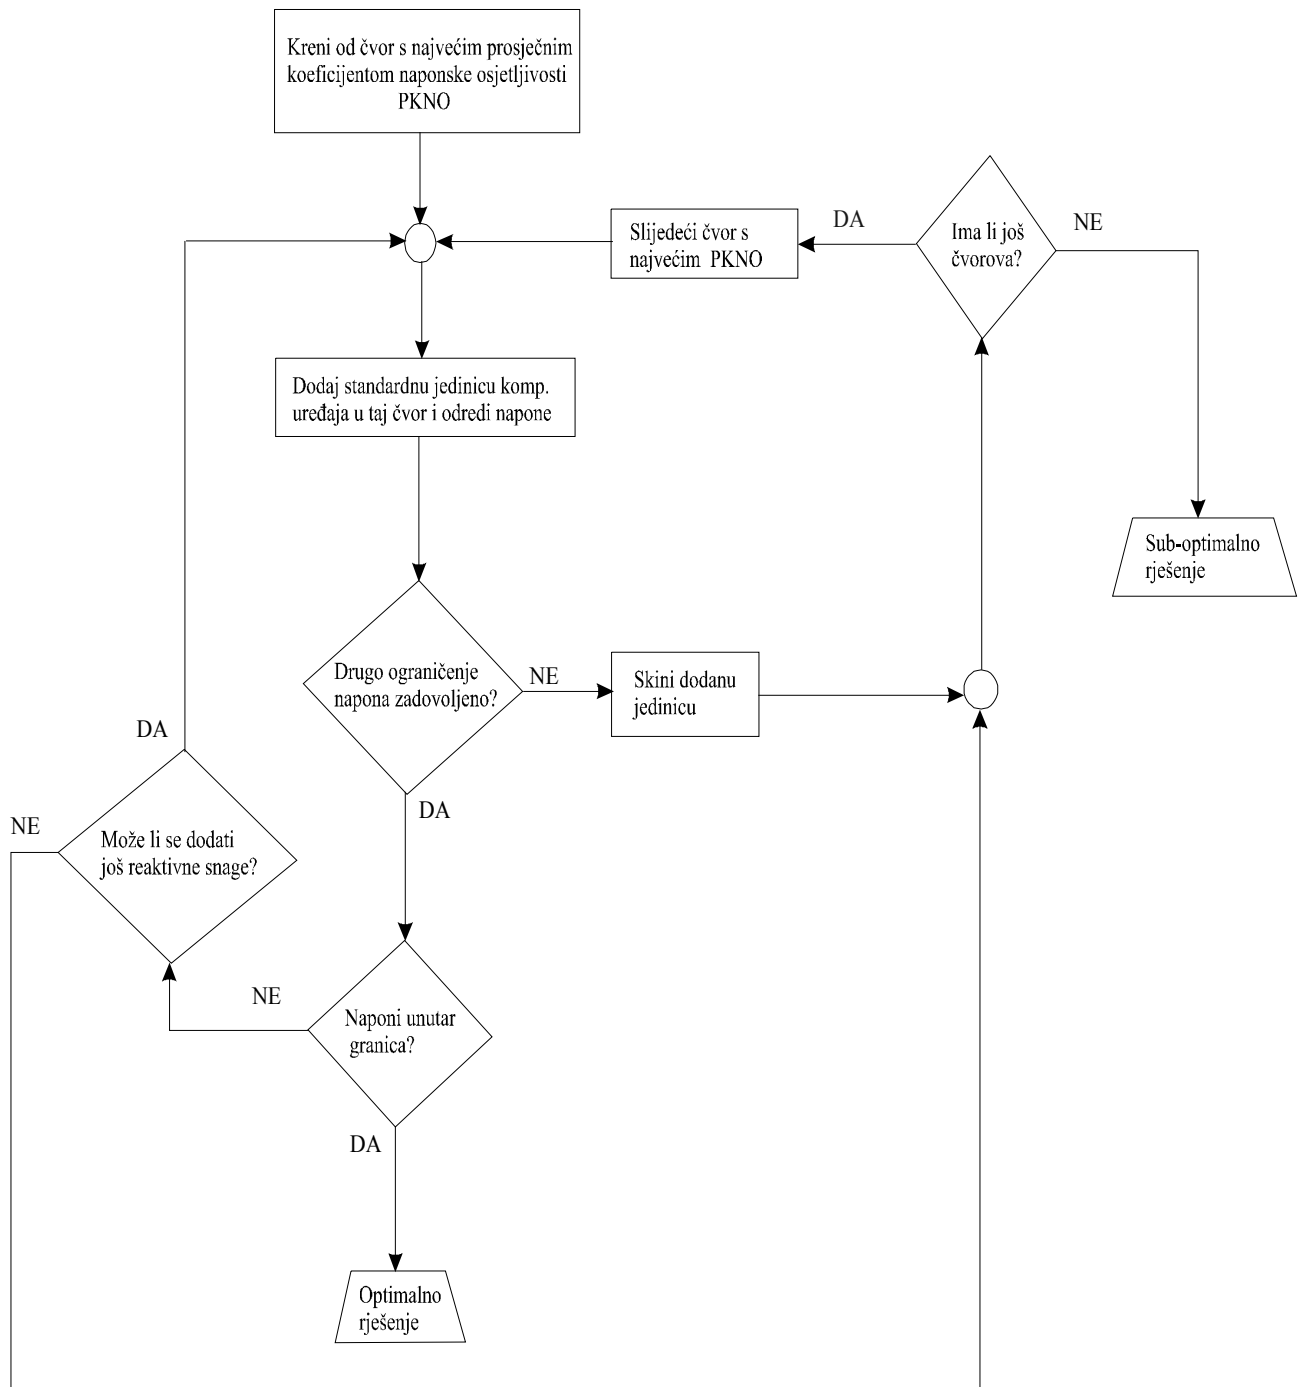 Kreni od čvor s najvećim prosječnim
koeficijentom naponske osjetljivosti
PKNO
Slijedeći čvor s
najvećim PKNO
DA
Ima li još
čvorova?
NE
Dodaj standardnu jedinicu komp.
uređaja u taj čvor i odredi napone
Sub-optimalno
rješenje
Drugo ograničenje
napona zadovoljeno?
NE
Skini dodanu
jedinicu
DA
DA
NE
Može li se dodati
još reaktivne snage?
NE
Naponi unutar
granica?
DA
Optimalno
rješenje